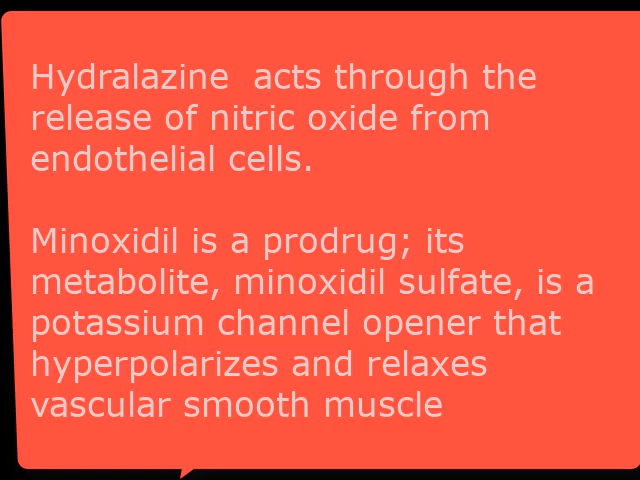 Hydralazine  acts through the
release of nitric oxide from
endothelial cells.
Minoxidil is a prodrug; its
metabolite, minoxidil sulfate, is a
potassium channel opener that
hyperpolarizes and relaxes
vascular smooth muscle